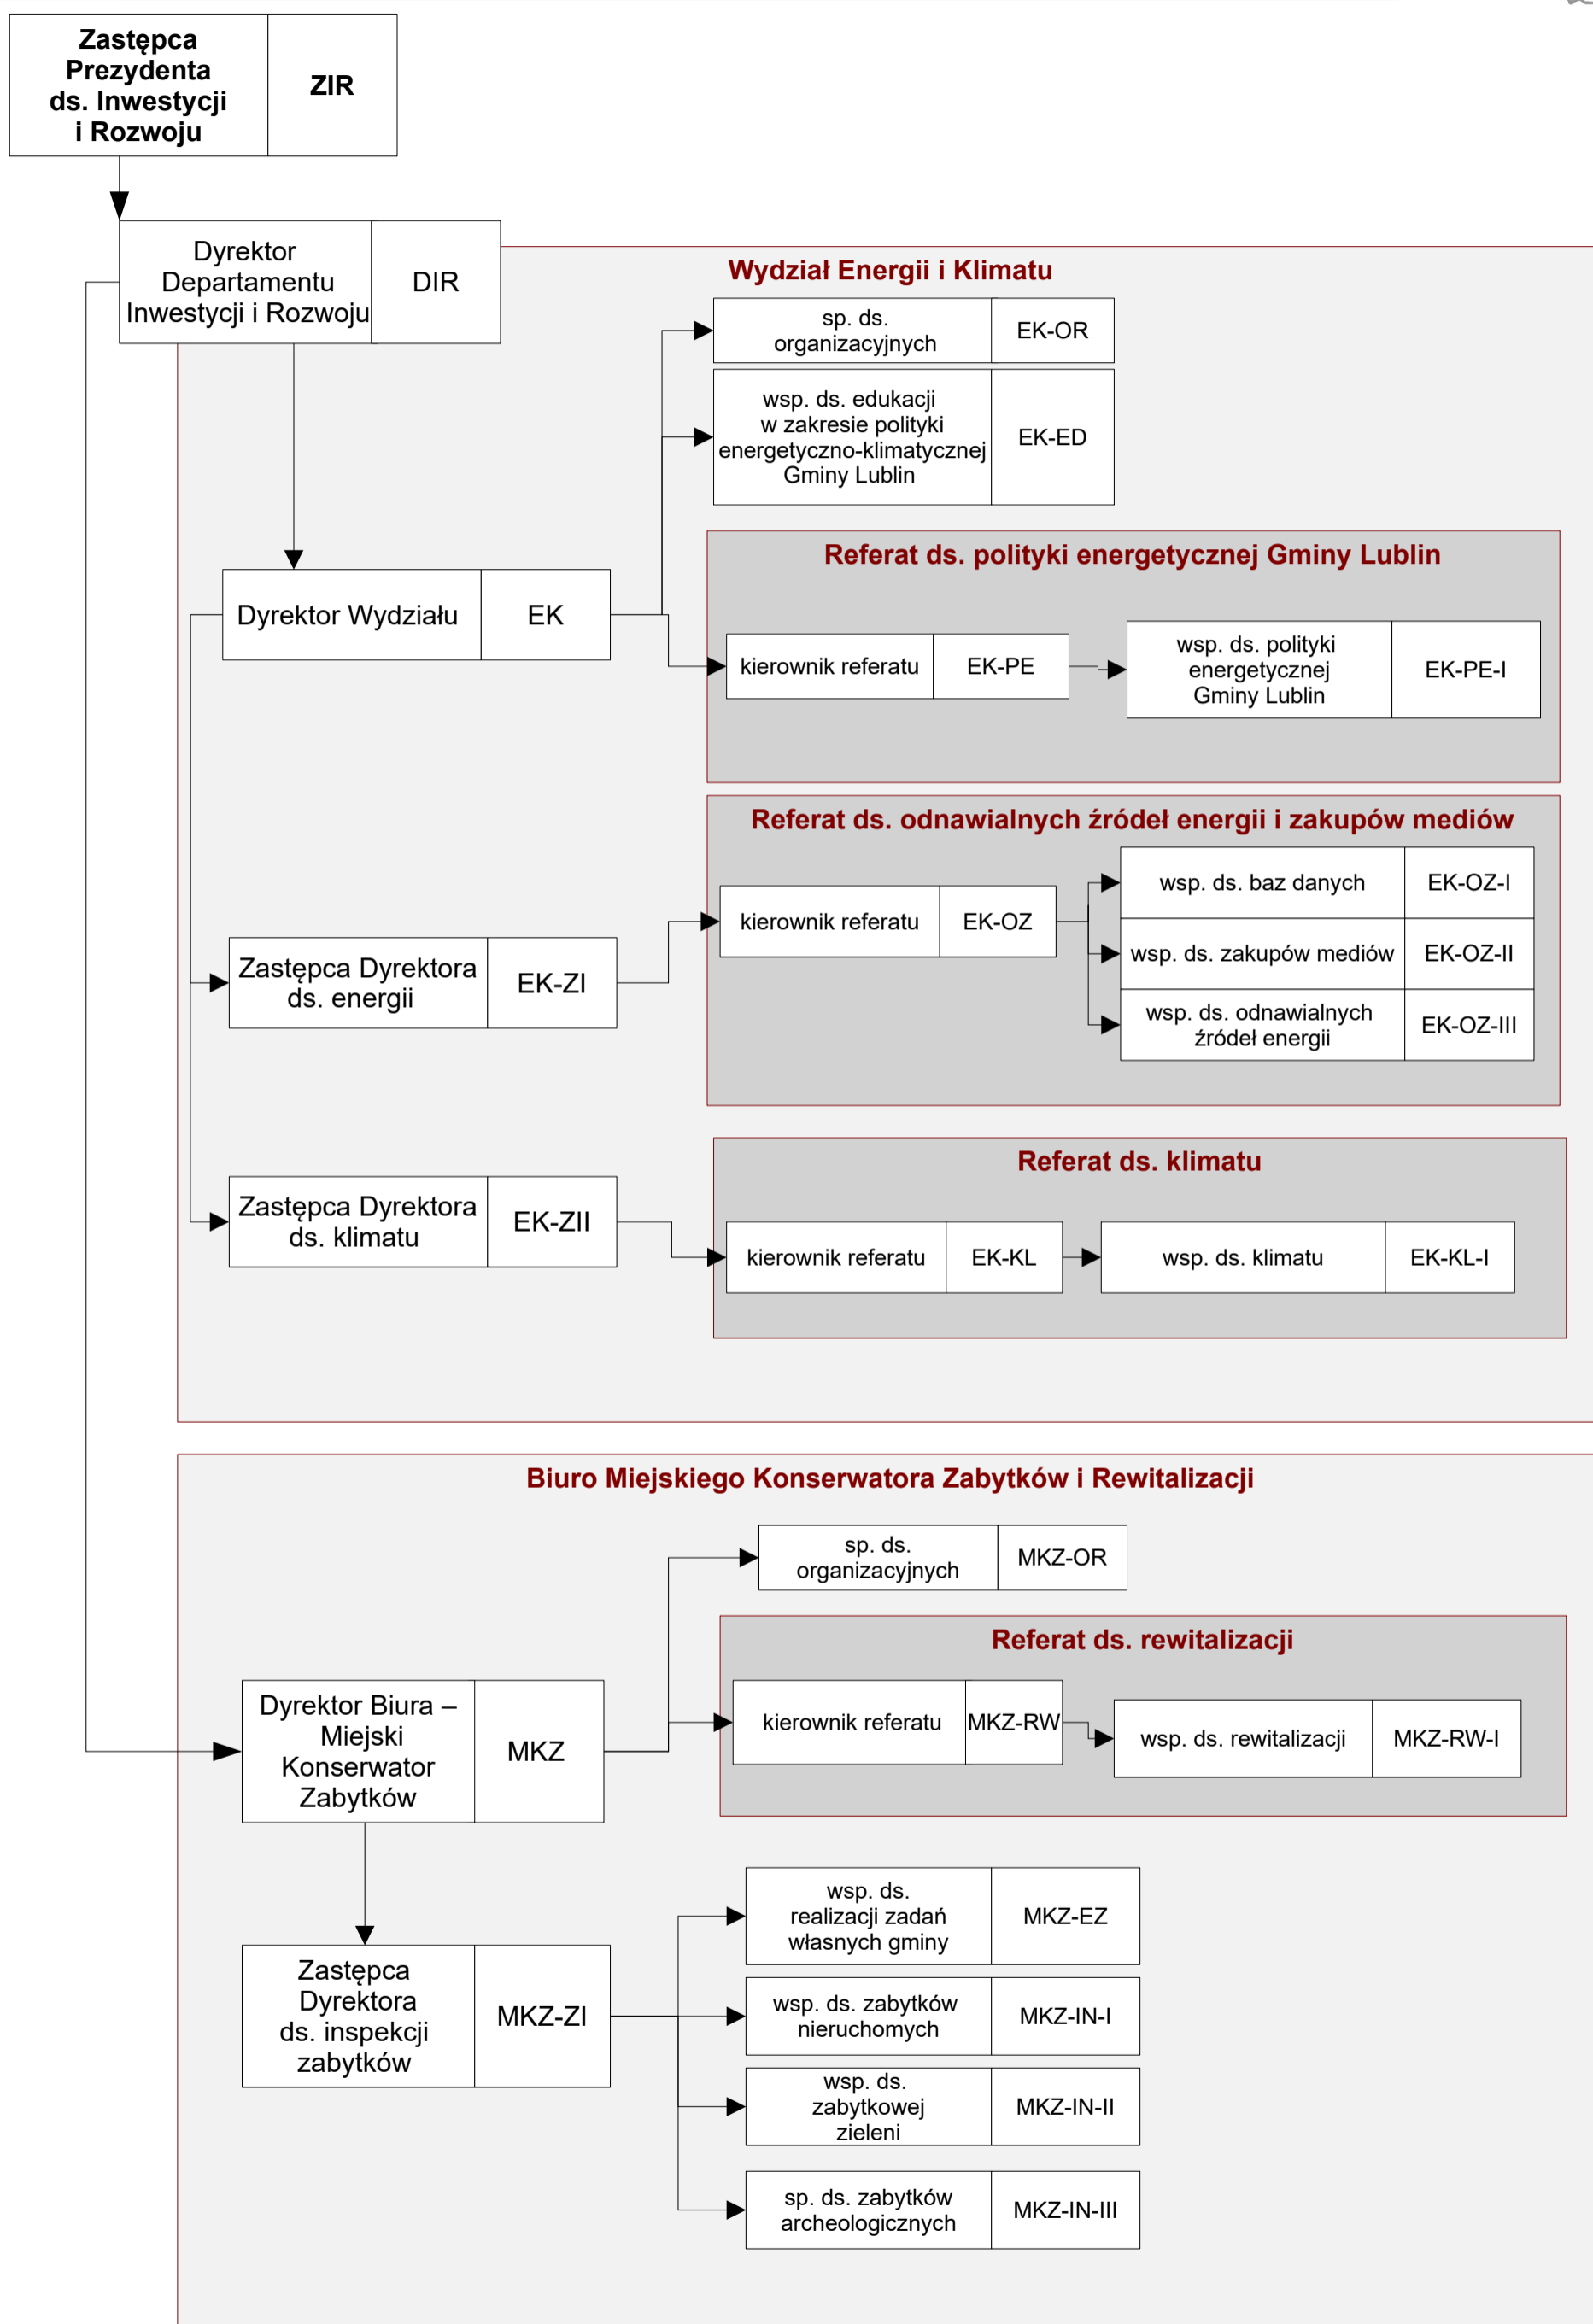 Zastępca
Prezydenta
ds. Inwestycji
i Rozwoju
ZIR
Dyrektor
Departamentu
Inwestycji i Rozwoju
DIR
Wydział Energii i Klimatu
sp. ds.
organizacyjnych
EK-OR
wsp. ds. edukacji
w zakresie polityki
energetyczno-klimatycznej
Gminy Lublin
EK-ED
Referat ds. polityki energetycznej Gminy Lublin
Dyrektor Wydziału
EK
kierownik referatu
EK-PE
wsp. ds. polityki
energetycznej
Gminy Lublin
EK-PE-I
Referat ds. odnawialnych źródeł energii i zakupów mediów
Zastępca Dyrektora
ds. energii
EK-ZI
kierownik referatu
EK-OZ
wsp. ds. baz danych
EK-OZ-I
wsp. ds. zakupów mediów
EK-OZ-II
wsp. ds. odnawialnych
źródeł energii
EK-OZ-III
Referat ds. klimatu
Zastępca Dyrektora
ds. klimatu
EK-ZII
kierownik referatu
EK-KL
wsp. ds. klimatu
EK-KL-I
Biuro Miejskiego Konserwatora Zabytków i Rewitalizacji
sp. ds.
organizacyjnych
MKZ-OR
Referat ds. rewitalizacji
Dyrektor Biura –
Miejski
Konserwator
Zabytków
MKZ
kierownik referatu
MKZ-RW
wsp. ds. rewitalizacji
MKZ-RW-I
Zastępca
Dyrektora
ds. inspekcji
zabytków
MKZ-ZI
wsp. ds.
realizacji zadań
własnych gminy
MKZ-EZ
wsp. ds. zabytków
nieruchomych
MKZ-IN-I
wsp. ds.
zabytkowej
zieleni
MKZ-IN-II
sp. ds. zabytków
archeologicznych
MKZ-IN-III